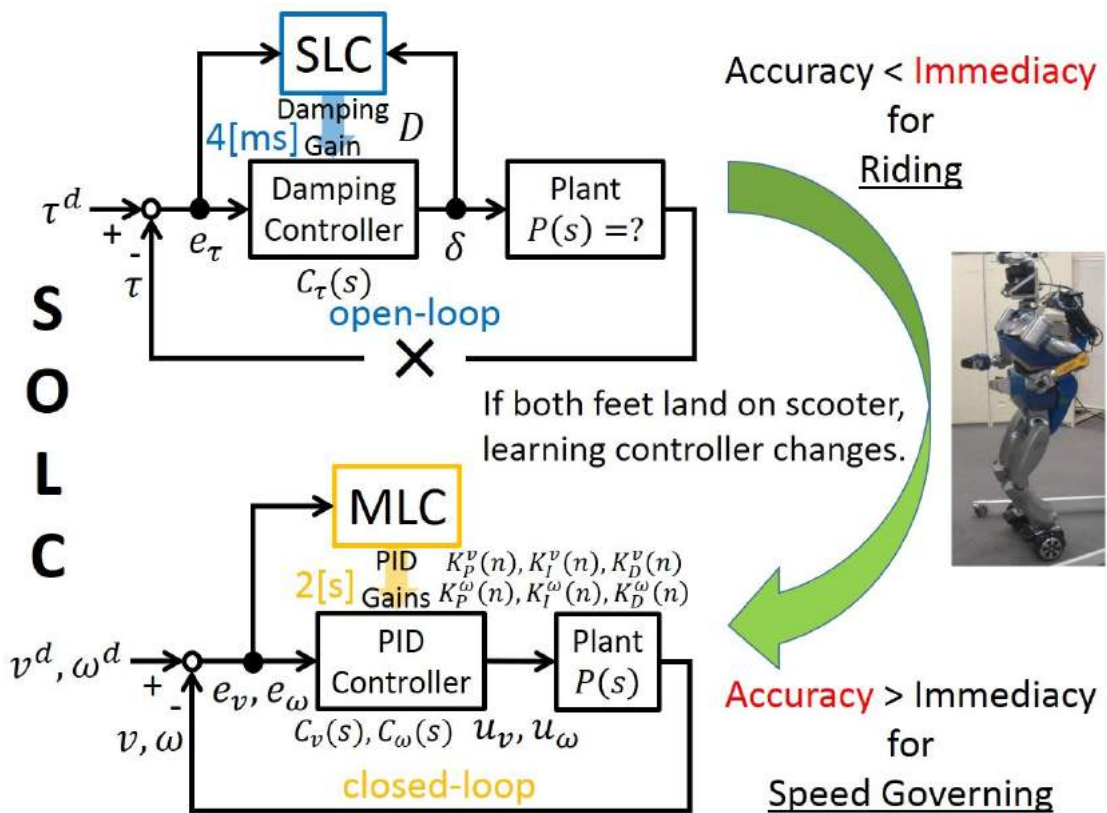 SLC
Accuracy < Immediacy
for
Riding
4[ms]
Damping
Gain
D
τ^d
+
-
τ
e_τ
Damping
Controller
C_τ(s)
δ
Plant
P(s) =?
open-loop
×
SOLC
If both feet land on scooter,
learning controller changes.
MLC
2[s]
PID
Gains
K_P^v(n), K_I^v(n), K_D^v(n)
K_P^ω(n), K_I^ω(n), K_D^ω(n)
v^d, ω^d
+
-
v, ω
e_v, e_ω
PID
Controller
C_v(s), C_ω(s)
u_v, u_ω
Plant
P(s)
closed-loop
Accuracy > Immediacy
for
Speed Governing